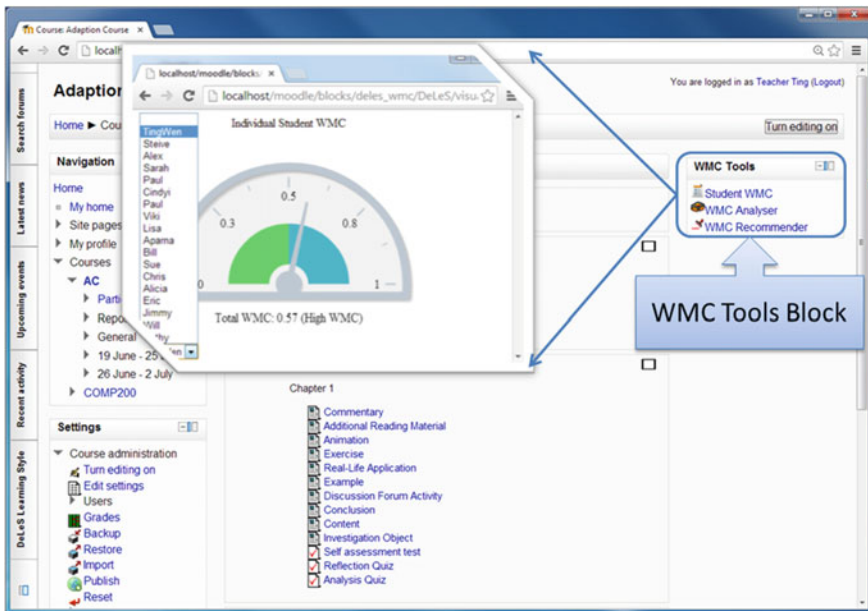 Course: Adaption Course
localh
You are logged in as Teacher Ting (Logout)
Adaption
Home ► Cou
Turn editing on
Search forums
Latest news
Upcoming events
Recent activity
DeLeS Learning Style
Navigation
Home
My home
Site pages
My profile
Courses
AC
Parti
Repo
General
19 June - 25
26 June - 2 July
COMP200
Settings
Course administration
Turn editing on
Edit settings
Users
Grades
Backup
Restore
Import
Publish
Reset
localhost/moodle/blocks/
localhost/moodle/blocks/deles_wmc/DeLeS/visu
Individual Student WMC
TingWen
Steive
Alex
Sarah
Paul
Cindyi
Paul
Viki
Lisa
Aparna
Bill
Sue
Chris
Alicia
Eric
Jimmy
Will
0
0.3
0.5
0.8
1
Total WMC: 0.57 (High WMC)
WMC Tools
Student WMC
WMC Analyser
WMC Recommender
WMC Tools Block
Chapter 1
Commentary
Additional Reading Material
Animation
Exercise
Real-Life Application
Example
Discussion Forum Activity
Conclusion
Content
Investigation Object
Self assessment test
Reflection Quiz
Analysis Quiz